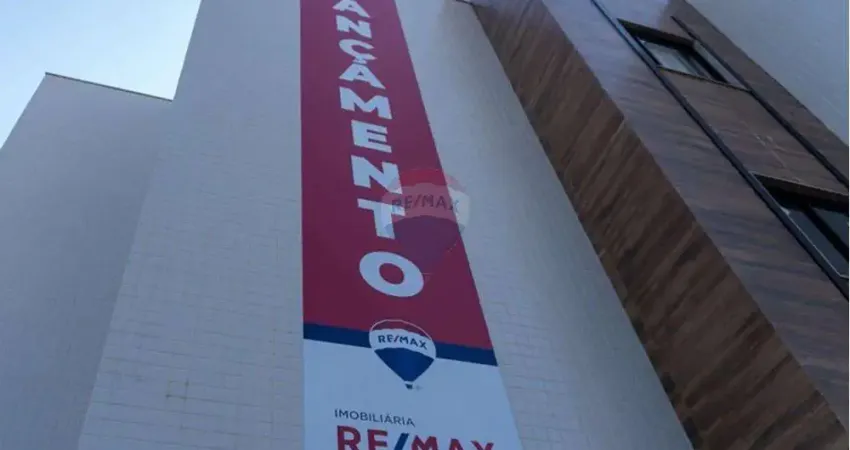 ANÇAMENTO
RE/MAX
RE/MAX
IMOBILIÁRIA
RE/MAX